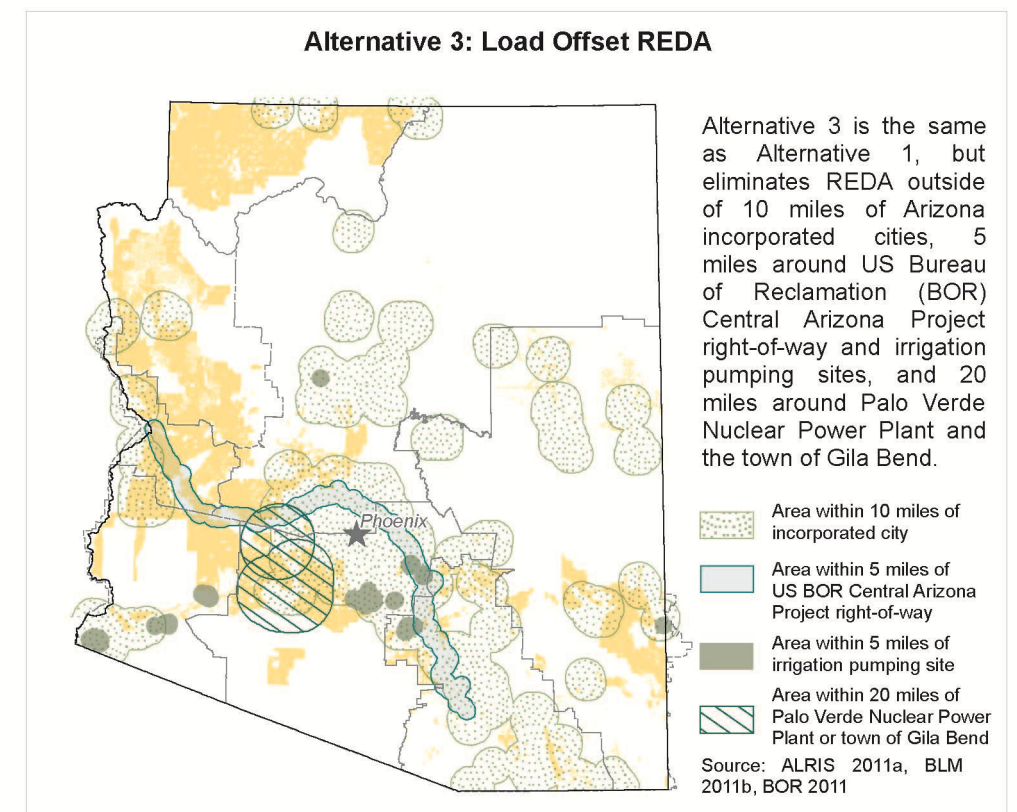 Alternative 3: Load Offset REDA
Alternative 3 is the same
as Alternative 1, but
eliminates REDA outside
of 10 miles of Arizona
incorporated cities, 5
miles around US Bureau
of Reclamation (BOR)
Central Arizona Project
right-of-way and irrigation
pumping sites, and 20
miles around Palo Verde
Nuclear Power Plant and
the town of Gila Bend.
Phoenix
Area within 10 miles of
incorporated city
Area within 5 miles of
US BOR Central Arizona
Project right-of-way
Area within 5 miles of
irrigation pumping site
Area within 20 miles of
Palo Verde Nuclear Power
Plant or town of Gila Bend
Source: ALRIS 2011a, BLM
2011b, BOR 2011